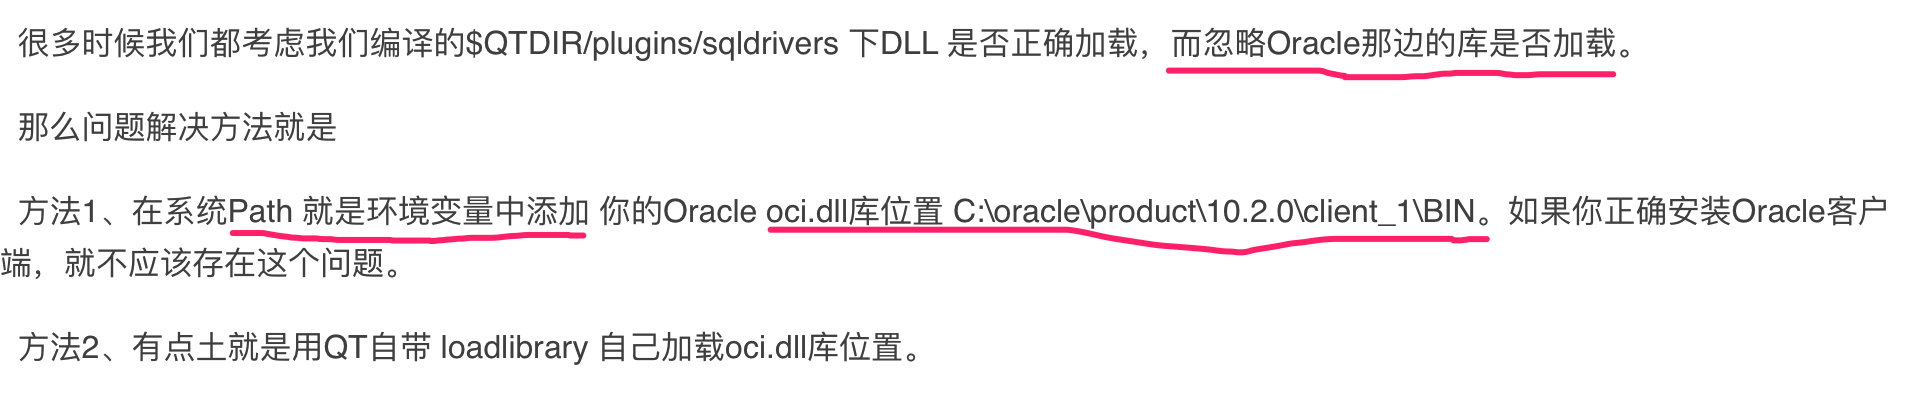 很多时候我们都考虑我们编译的$QTDIR/plugins/sqldrivers 下DLL 是否正确加载，而忽略Oracle那边的库是否加载。
那么问题解决方法就是
方法1、在系统Path 就是环境变量中添加 你的Oracle oci.dll库位置 C:\oracle\product\10.2.0\client_1\BIN。如果你正确安装Oracle客户
端，就不应该存在这个问题。
方法2、有点土就是用QT自带 loadlibrary 自己加载oci.dll库位置。